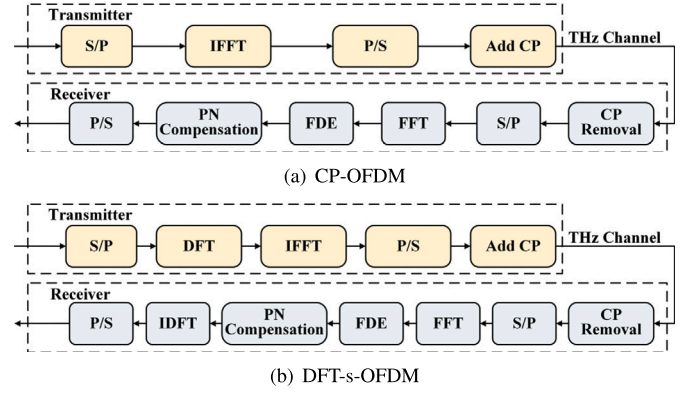 Transmitter
S/P IFFT P/S Add CP THz Channel
Receiver
P/S PN Compensation FDE FFT S/P CP Removal
(a) CP-OFDM
Transmitter
S/P DFT IFFT P/S Add CP THz Channel
Receiver
P/S IDFT PN Compensation FDE FFT S/P CP Removal
(b) DFT-s-OFDM